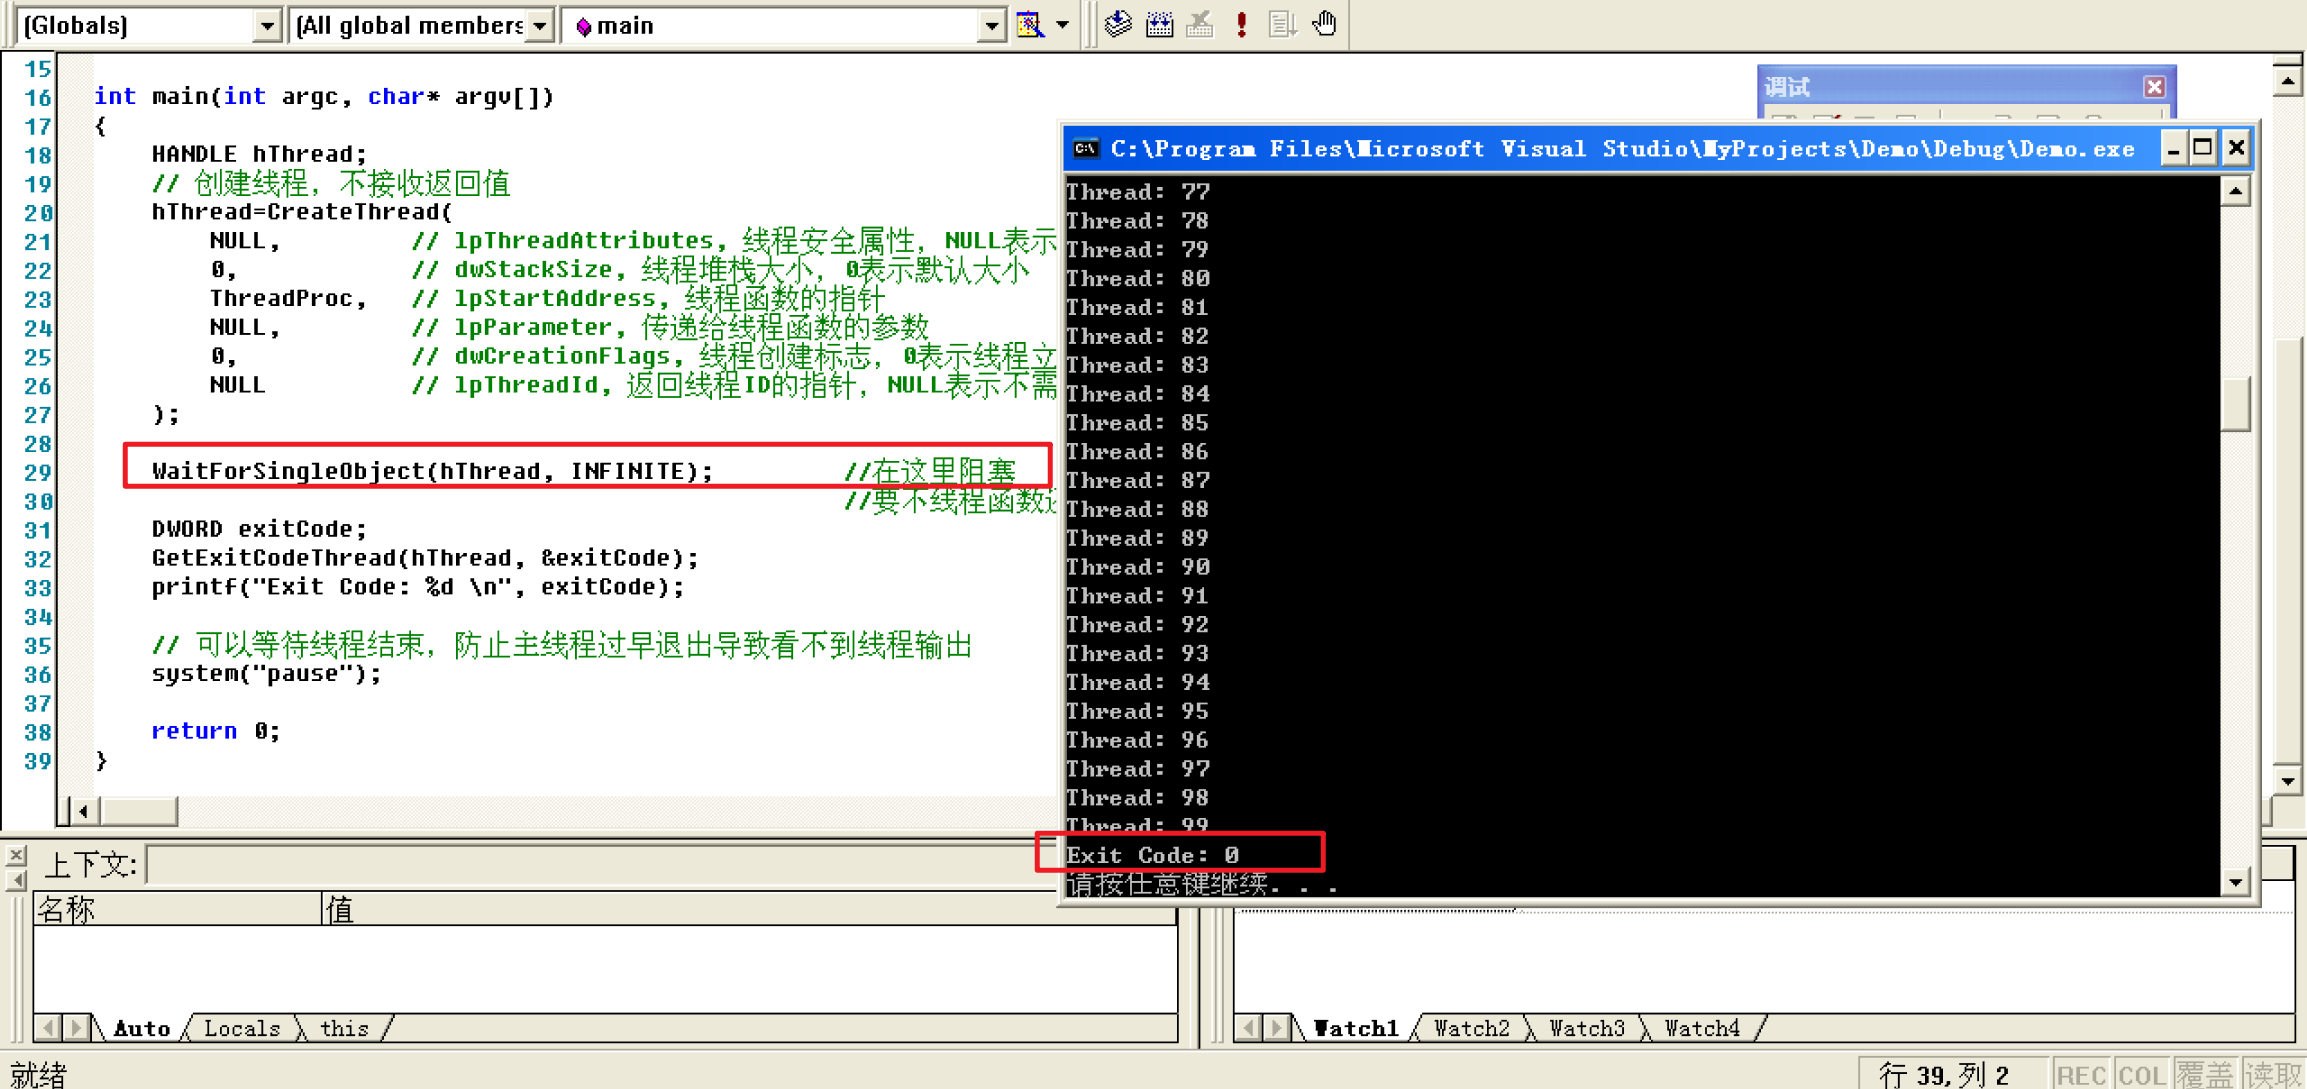 (Globals) (All global members main
调试
15
16 int main(int argc, char* argv[])
17 {
18 HANDLE hThread;
19 // 创建线程，不接收返回值
20 hThread=CreateThread(
21 NULL, // lpThreadAttributes, 线程安全属性，NULL表示
22 0, // dwStackSize, 线程堆栈大小，0表示默认大小
23 ThreadProc, // lpStartAddress, 线程函数的指针
24 NULL, // lpParameter, 传递给线程函数的参数
25 0, // dwCreationFlags, 线程创建标志，0表示线程立
26 NULL // lpThreadId, 返回线程ID的指针，NULL表示不需
27 );
28
29 WaitForSingleObject(hThread, INFINITE); //在这里阻塞
30 //要不线程函数
31 DWORD exitCode;
32 GetExitCodeThread(hThread, &exitCode);
33 printf("Exit Code: %d \n", exitCode);
34
35 // 可以等待线程结束，防止主线程过早退出导致看不到线程输出
36 system("pause");
37
38 return 0;
39 }
C:\Program Files\Microsoft Visual Studio\MyProjects\Demo\Debug\Demo.exe
Thread: 77
Thread: 78
Thread: 79
Thread: 80
Thread: 81
Thread: 82
Thread: 83
Thread: 84
Thread: 85
Thread: 86
Thread: 87
Thread: 88
Thread: 89
Thread: 90
Thread: 91
Thread: 92
Thread: 93
Thread: 94
Thread: 95
Thread: 96
Thread: 97
Thread: 98
Thread: 99
Exit Code: 0
请按任意键继续. . .
上下文:
名称 值
Auto Locals this
Watch1 Watch2 Watch3 Watch4
就绪 行 39, 列 2 REC COL 覆盖 读取